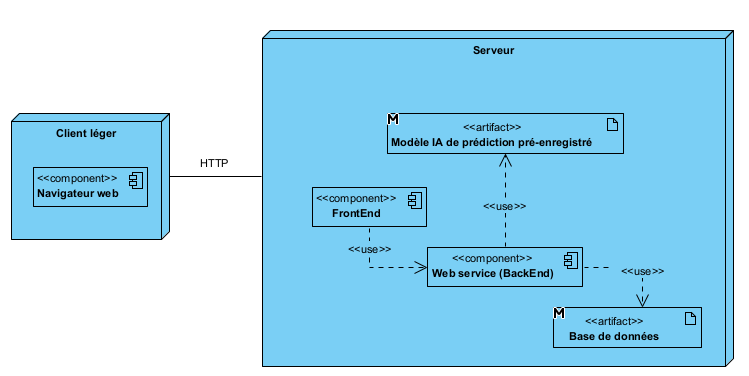 Serveur
Client léger
<<component>>
Navigateur web
HTTP
M
<<artifact>>
Modèle IA de prédiction pré-enregistré
<<use>>
<<component>>
FrontEnd
<<use>>
<<component>>
Web service (BackEnd)
<<use>>
M
<<artifact>>
Base de données